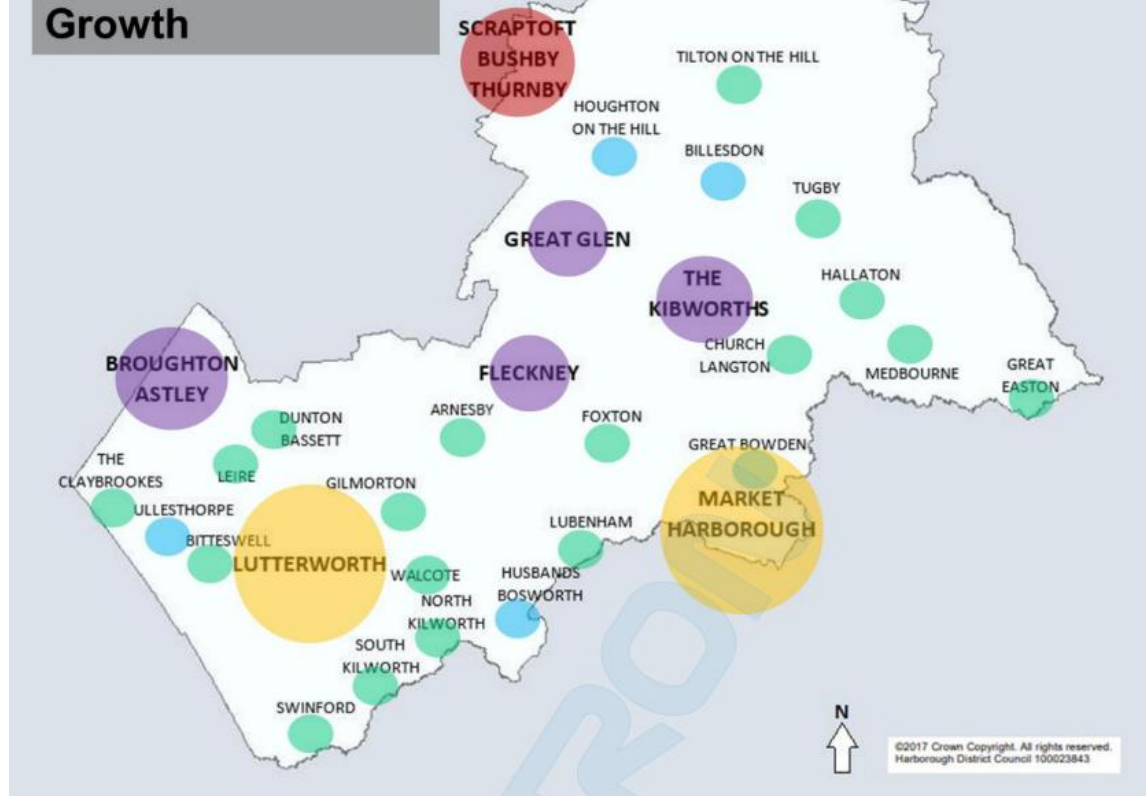 Growth
SCRAPTOFT
BUSHBY
THURNBY
TILTON ON THE HILL
HOUGHTON
ON THE HILL
BILLESDON
TUGBY
GREAT GLEN
HALLATON
THE
KIBWORTHS
CHURCH
LANGTON
MEDBOURNE
GREAT
EASTON
BROUGHTON
ASTLEY
FLECKNEY
DUNTON
BASSETT
ARNESBY
FOXTON
GREAT BOWDEN
THE
CLAYBROOKES
LEIRE
GILMORTON
ULLESTHORPE
BITTESWELL
LUTTERWORTH
MARKET
HARBOROUGH
LUBENHAM
WALCOTE
HUSBANDS
BOSWORTH
NORTH
KILWORTH
SOUTH
KILWORTH
SWINFORD
N
©2017 Crown Copyright. All rights reserved.
Harborough District Council 100023843